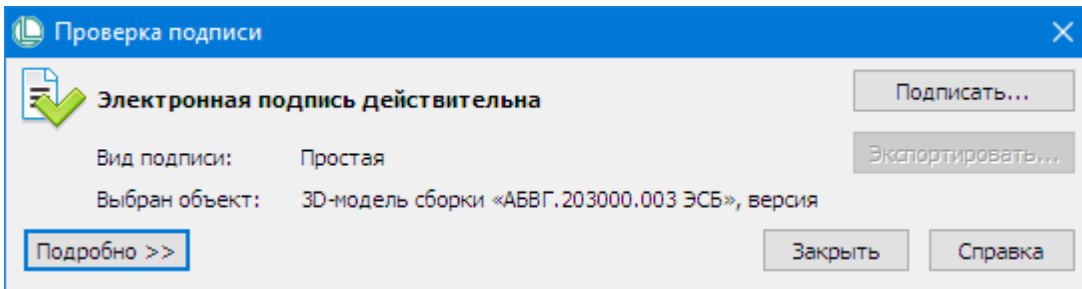 Проверка подписи
Электронная подпись действительна
Подписать...
Вид подписи: Простая
Экспортировать...
Выбран объект: 3D-модель сборки «АБВГ.203000.003 ЭСБ», версия
Подробно >>
Закрыть
Справка